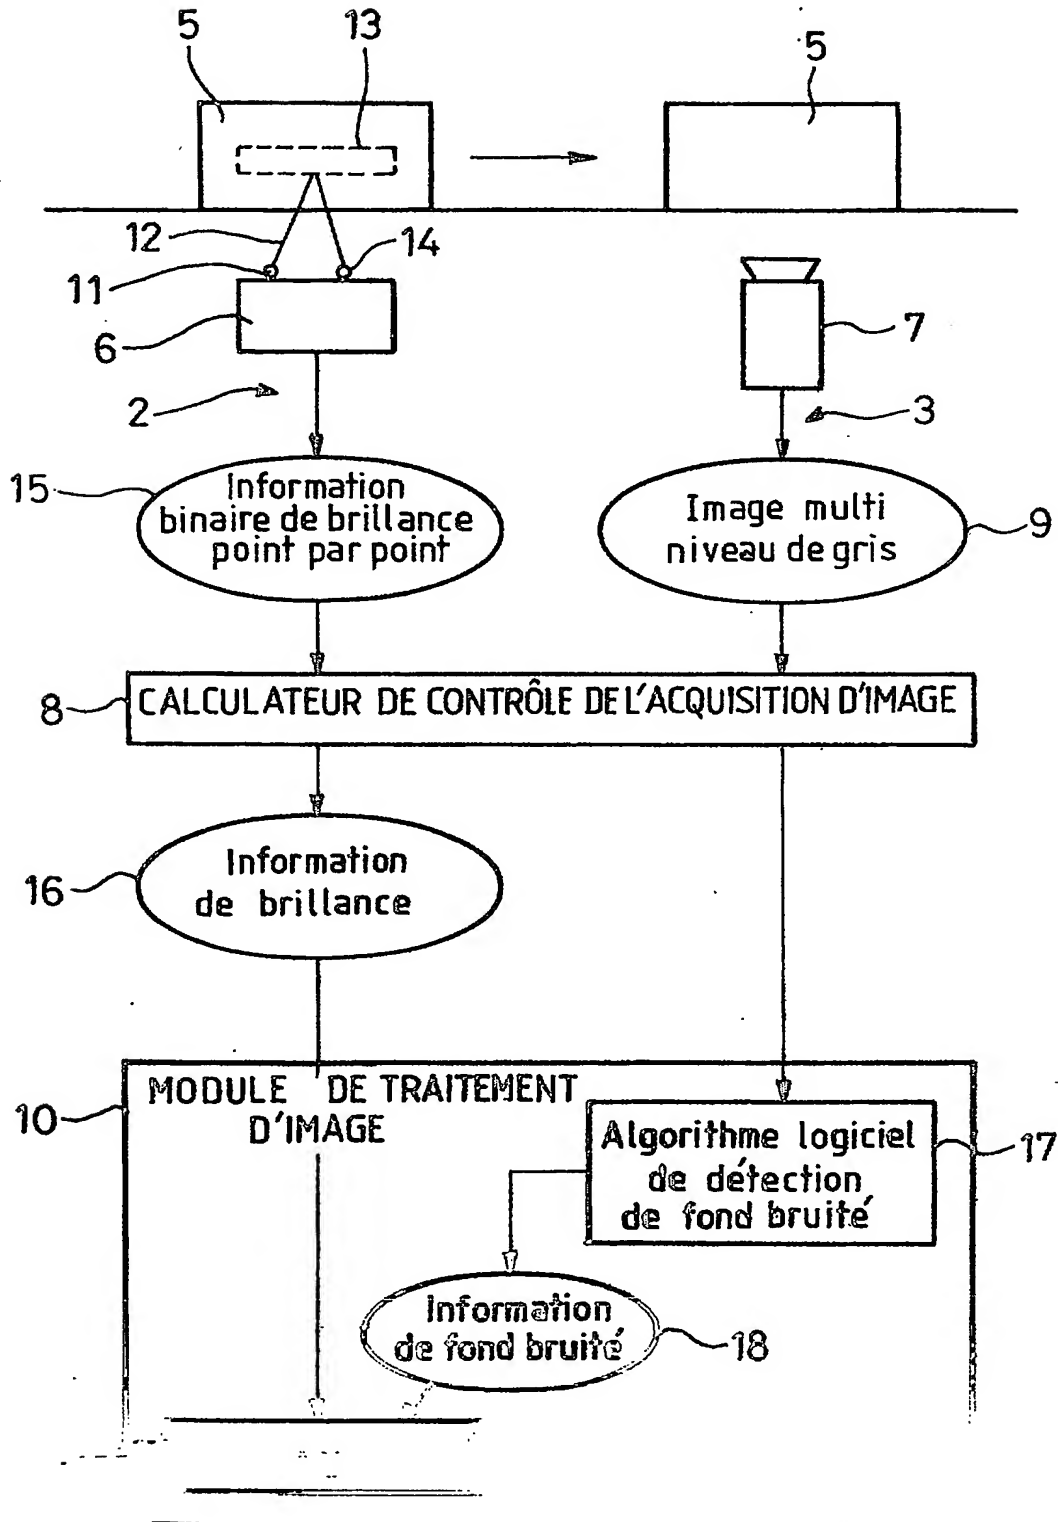 5
13
5
12
14
11
6
7
2
3
15
Information
binaire de brillance
point par point
Image multi
niveau de gris
9
8
CALCULATEUR DE CONTRÔLE DE L'ACQUISITION D'IMAGE
16
Information
de brillance
10
MODULE DE TRAITEMENT
D'IMAGE
Algorithme logiciel
de détection
de fond bruité
17
Information
de fond bruité
18